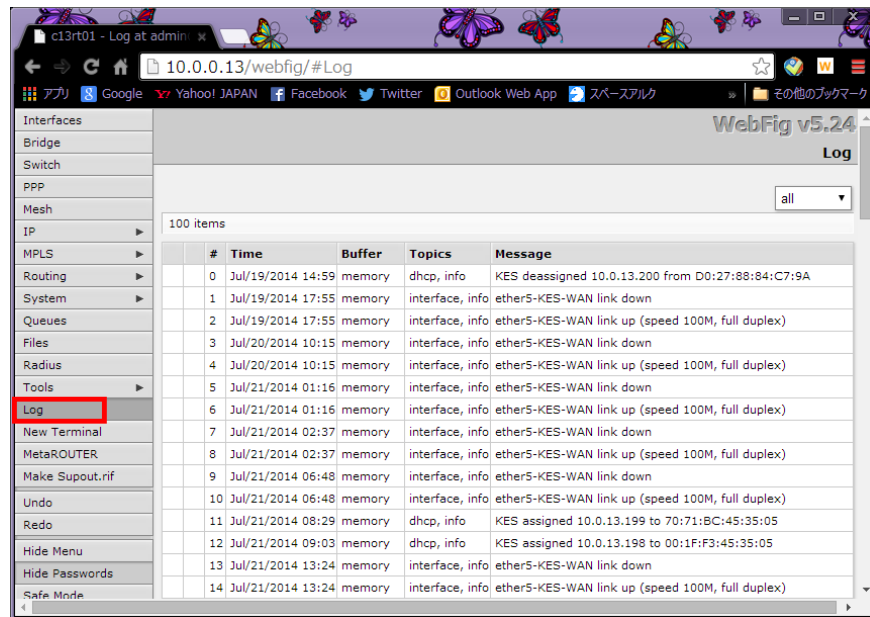 c13rt01 - Log at admin
10.0.0.13/webfig/#Log
アプリ Google Yahoo! JAPAN Facebook Twitter Outlook Web App スペースアルク » その他のブックマーク
WebFig v5.24
Log
Interfaces
Bridge
Switch
PPP
Mesh
IP
MPLS
Routing
System
Queues
Files
Radius
Tools
Log
New Terminal
MetaROUTER
Make Supout.rif
Undo
Redo
Hide Menu
Hide Passwords
Safe Mode
all
100 items
# Time Buffer Topics Message
0 Jul/19/2014 14:59 memory dhcp, info KES deassigned 10.0.13.200 from D0:27:88:84:C7:9A
1 Jul/19/2014 17:55 memory interface, info ether5-KES-WAN link down
2 Jul/19/2014 17:55 memory interface, info ether5-KES-WAN link up (speed 100M, full duplex)
3 Jul/20/2014 10:15 memory interface, info ether5-KES-WAN link down
4 Jul/20/2014 10:15 memory interface, info ether5-KES-WAN link up (speed 100M, full duplex)
5 Jul/21/2014 01:16 memory interface, info ether5-KES-WAN link down
6 Jul/21/2014 01:16 memory interface, info ether5-KES-WAN link up (speed 100M, full duplex)
7 Jul/21/2014 02:37 memory interface, info ether5-KES-WAN link down
8 Jul/21/2014 02:37 memory interface, info ether5-KES-WAN link up (speed 100M, full duplex)
9 Jul/21/2014 06:48 memory interface, info ether5-KES-WAN link down
10 Jul/21/2014 06:48 memory interface, info ether5-KES-WAN link up (speed 100M, full duplex)
11 Jul/21/2014 08:29 memory dhcp, info KES assigned 10.0.13.199 to 70:71:BC:45:35:05
12 Jul/21/2014 09:03 memory dhcp, info KES assigned 10.0.13.198 to 00:1F:F3:45:35:05
13 Jul/21/2014 13:24 memory interface, info ether5-KES-WAN link down
14 Jul/21/2014 13:24 memory interface, info ether5-KES-WAN link up (speed 100M, full duplex)